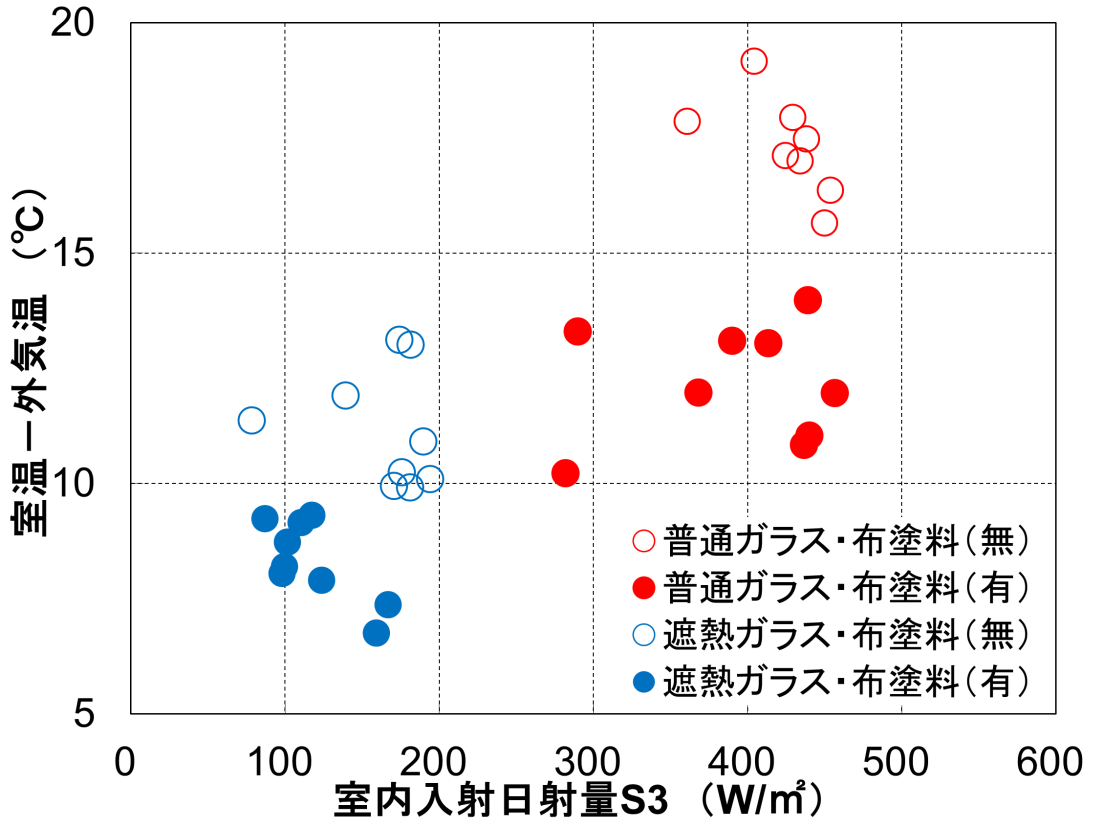 20
15
10
5
室温－外気温　（℃）
普通ガラス・布塗料（無）
普通ガラス・布塗料（有）
遮熱ガラス・布塗料（無）
遮熱ガラス・布塗料（有）
0 100 200 300 400 500 600
室内入射日射量S3　（W/㎡）